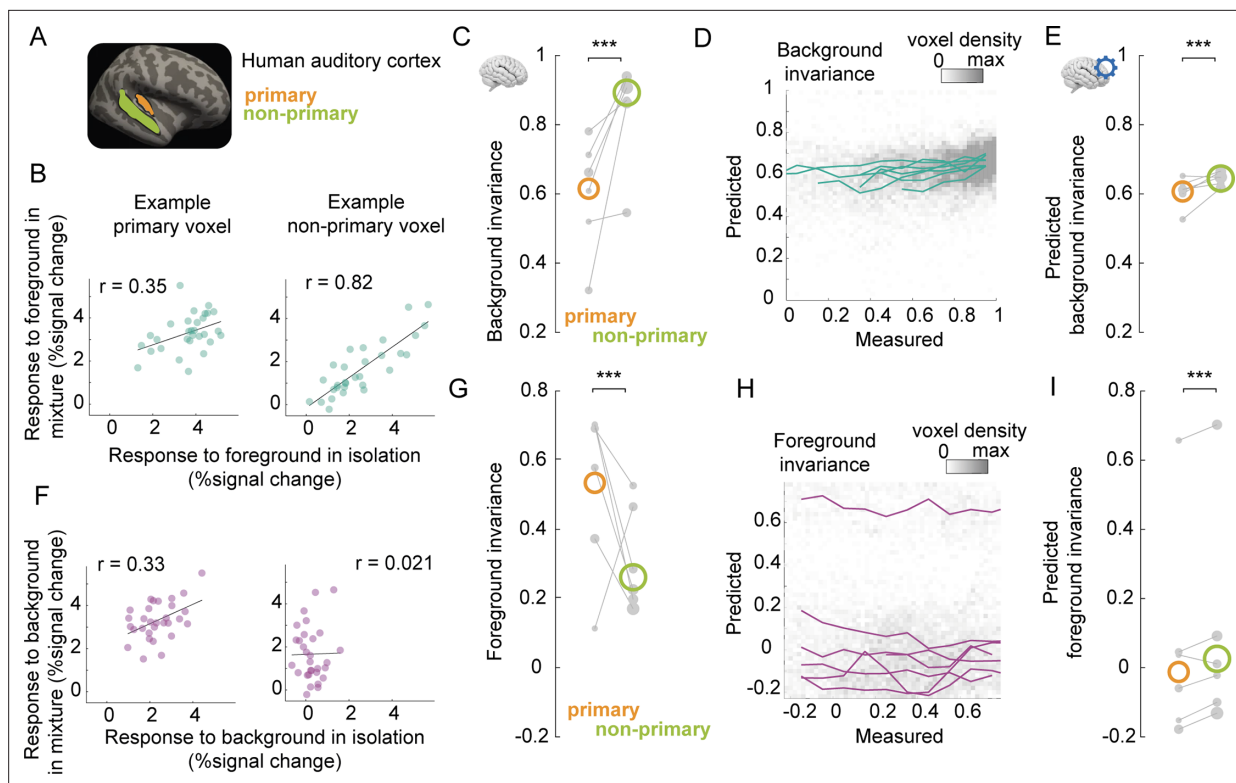 A
Human auditory cortex
primary
non-primary
B
Example
primary voxel
Example
non-primary voxel
r = 0.35
r = 0.82
Response to foreground in
mixture (%signal change)
4
2
0
0 2 4
4
2
0
0 2 4
Response to foreground in isolation
(%signal change)
C
***
1
0.8
0.6
0.4
0.2
Background invariance
primary
non-primary
D
Background
invariance
voxel density
0 max
1
0.8
0.6
0.4
0.2
0
Predicted
0 0.2 0.4 0.6 0.8 1
Measured
E
***
1
0.8
0.6
0.4
0.2
Predicted
background invariance
F
r = 0.33
r = 0.021
Response to background
in mixture (%signal change)
4
2
0
0 2 4
4
2
0
0 2 4
Response to background in isolation
(%signal change)
G
***
0.8
0.6
0.4
0.2
0
-0.2
Foreground invariance
primary
non-primary
H
Foreground
invariance
voxel density
0 max
0.6
0.4
0.2
0
-0.2
Predicted
-0.2 0 0.2 0.4 0.6
Measured
I
***
0.8
0.6
0.4
0.2
0
-0.2
Predicted
foreground invariance